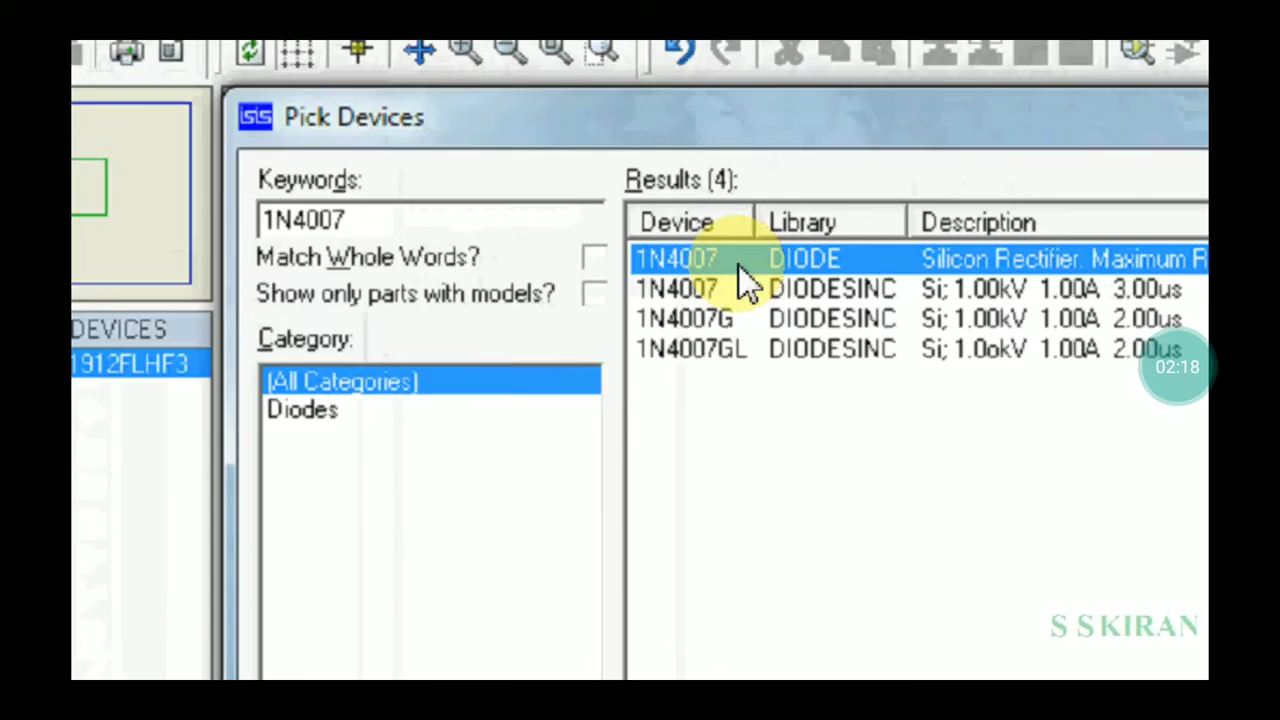 isis Pick Devices
Keywords:
1N4007
Match Whole Words?
Show only parts with models?
Category:
(All Categories)
Diodes
Results (4):
Device Library Description
1N4007 DIODE Silicon Rectifier. Maximum R
1N4007 DIODESINC Si; 1.00kV 1.00A 3.00us
1N4007G DIODESINC Si; 1.00kV 1.00A 2.00us
1N4007GL DIODESINC Si; 1.0okV 1.00A 2.00us
DEVICES
1912FLHF3
02:18
S S KIRAN